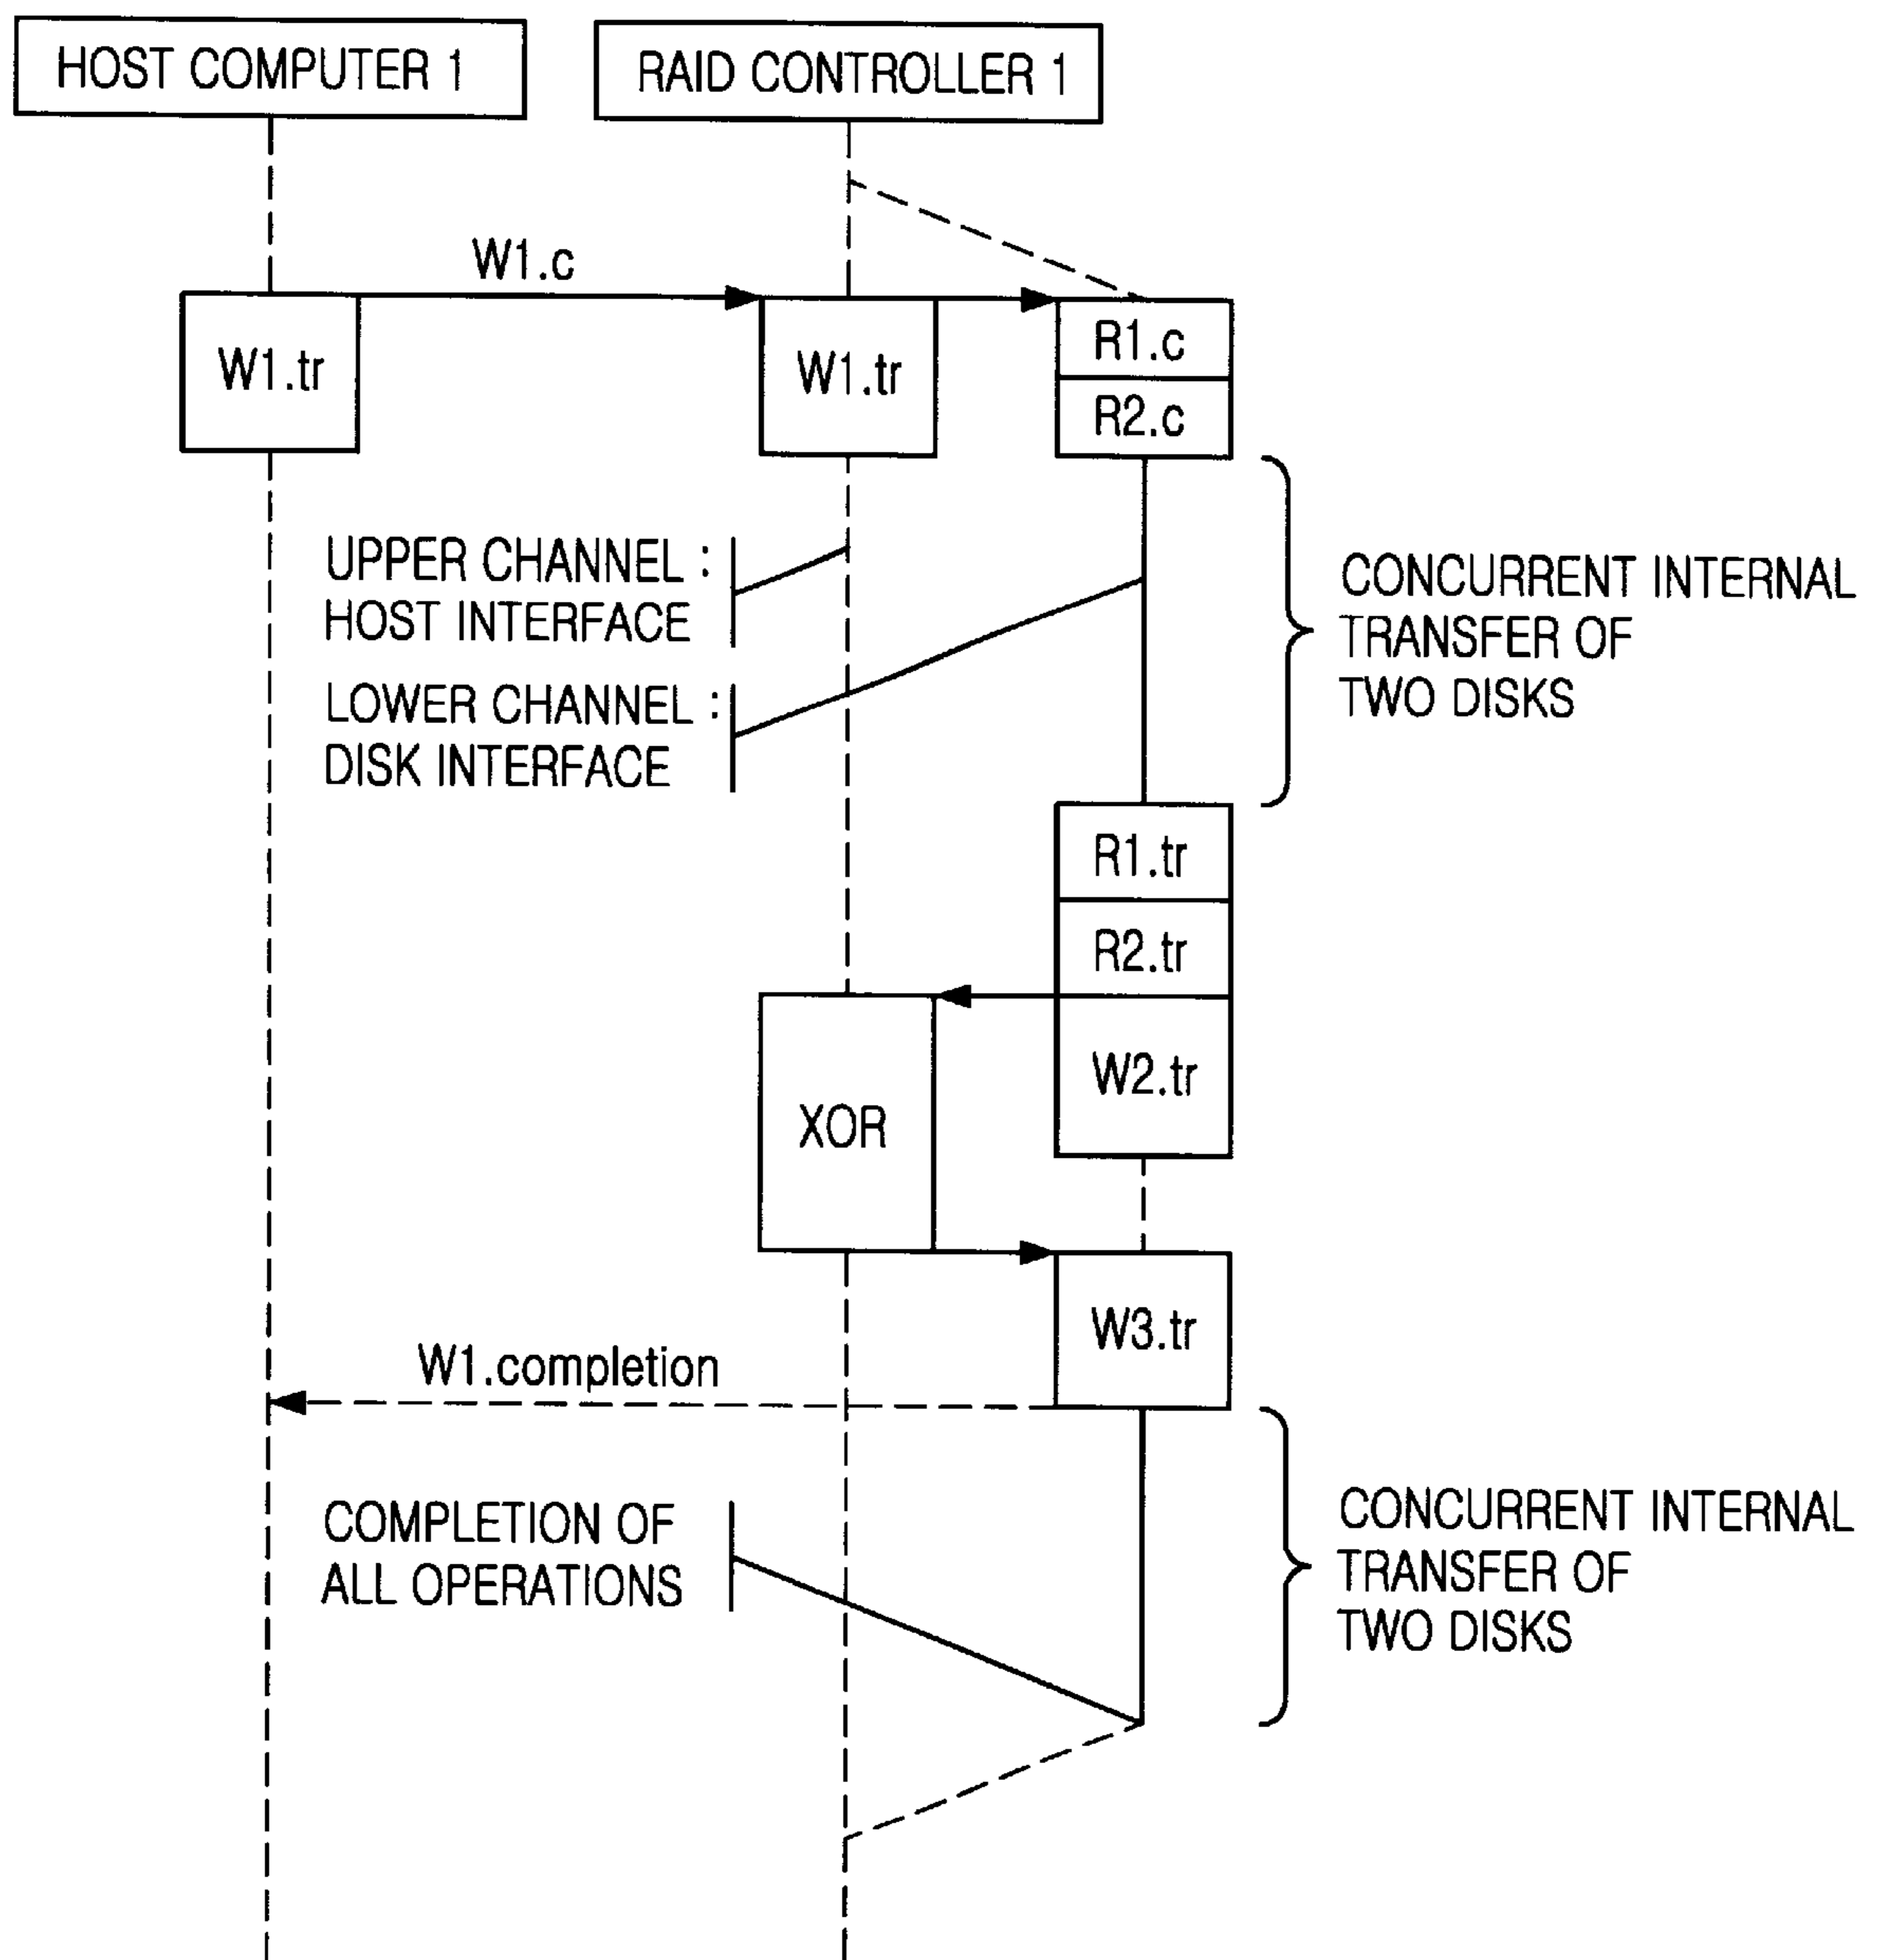 HOST COMPUTER 1
RAID CONTROLLER 1
W1.c
W1.tr
W1.tr
R1.c
R2.c
UPPER CHANNEL :
HOST INTERFACE
LOWER CHANNEL :
DISK INTERFACE
CONCURRENT INTERNAL
TRANSFER OF
TWO DISKS
R1.tr
R2.tr
W2.tr
XOR
W3.tr
W1.completion
COMPLETION OF
ALL OPERATIONS
CONCURRENT INTERNAL
TRANSFER OF
TWO DISKS